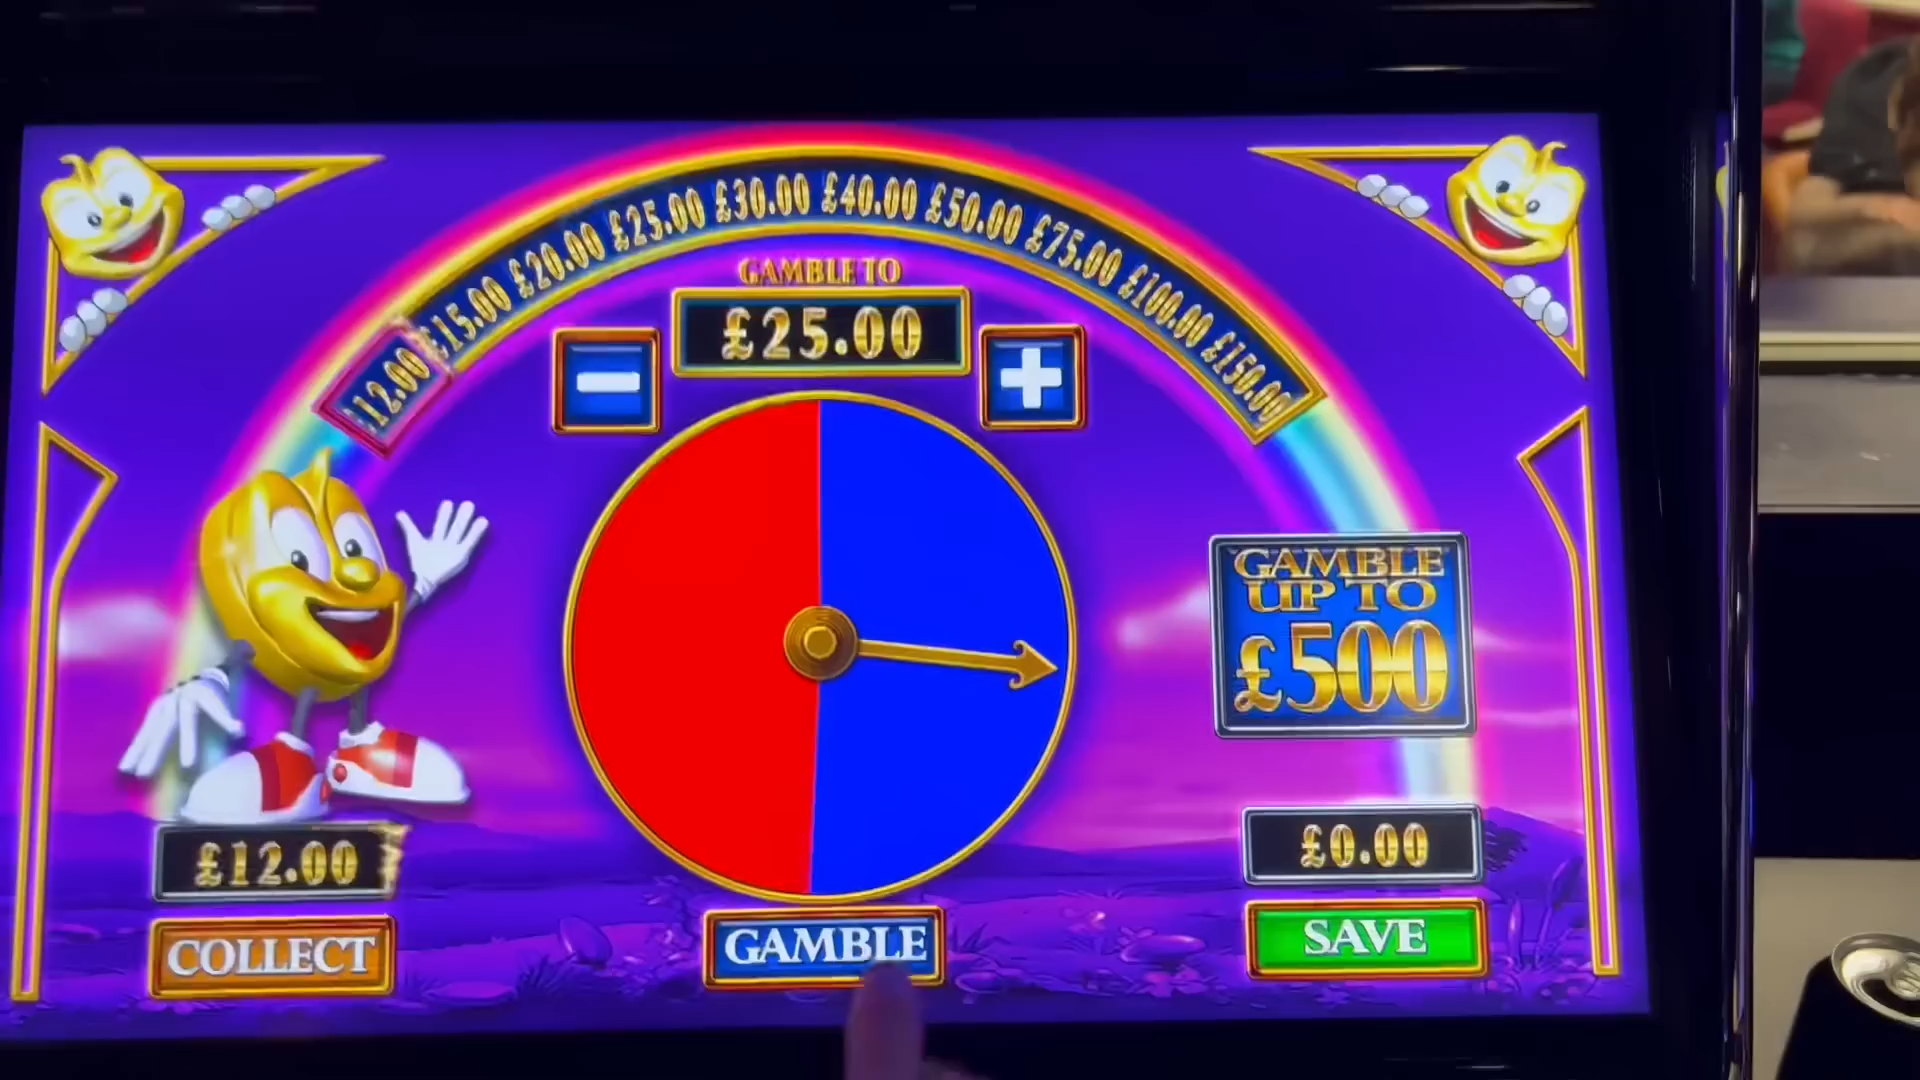 £12.00 £15.00 £20.00 £25.00 £30.00 £40.00 £50.00 £75.00 £100.00 £150.00
GAMBLE TO
£25.00
GAMBLE
UP TO
£500
£12.00
£0.00
COLLECT
GAMBLE
SAVE